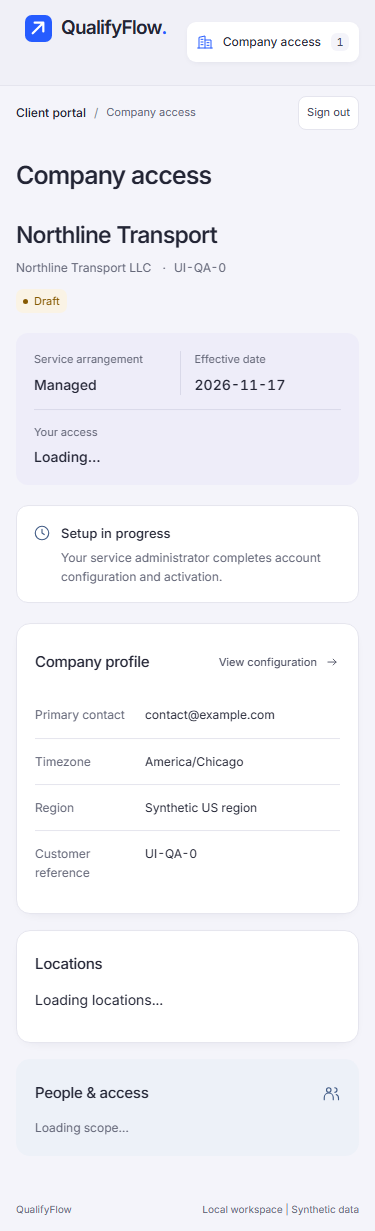 QualifyFlow.
Company access 1
Client portal / Company access
Sign out
Company access
Northline Transport
Northline Transport LLC · UI-QA-0
Draft
Service arrangement
Managed
Effective date
2026-11-17
Your access
Loading...
Setup in progress
Your service administrator completes account
configuration and activation.
Company profile
View configuration →
Primary contact contact@example.com
Timezone America/Chicago
Region Synthetic US region
Customer
reference
UI-QA-0
Locations
Loading locations...
People & access
Loading scope...
QualifyFlow
Local workspace | Synthetic data